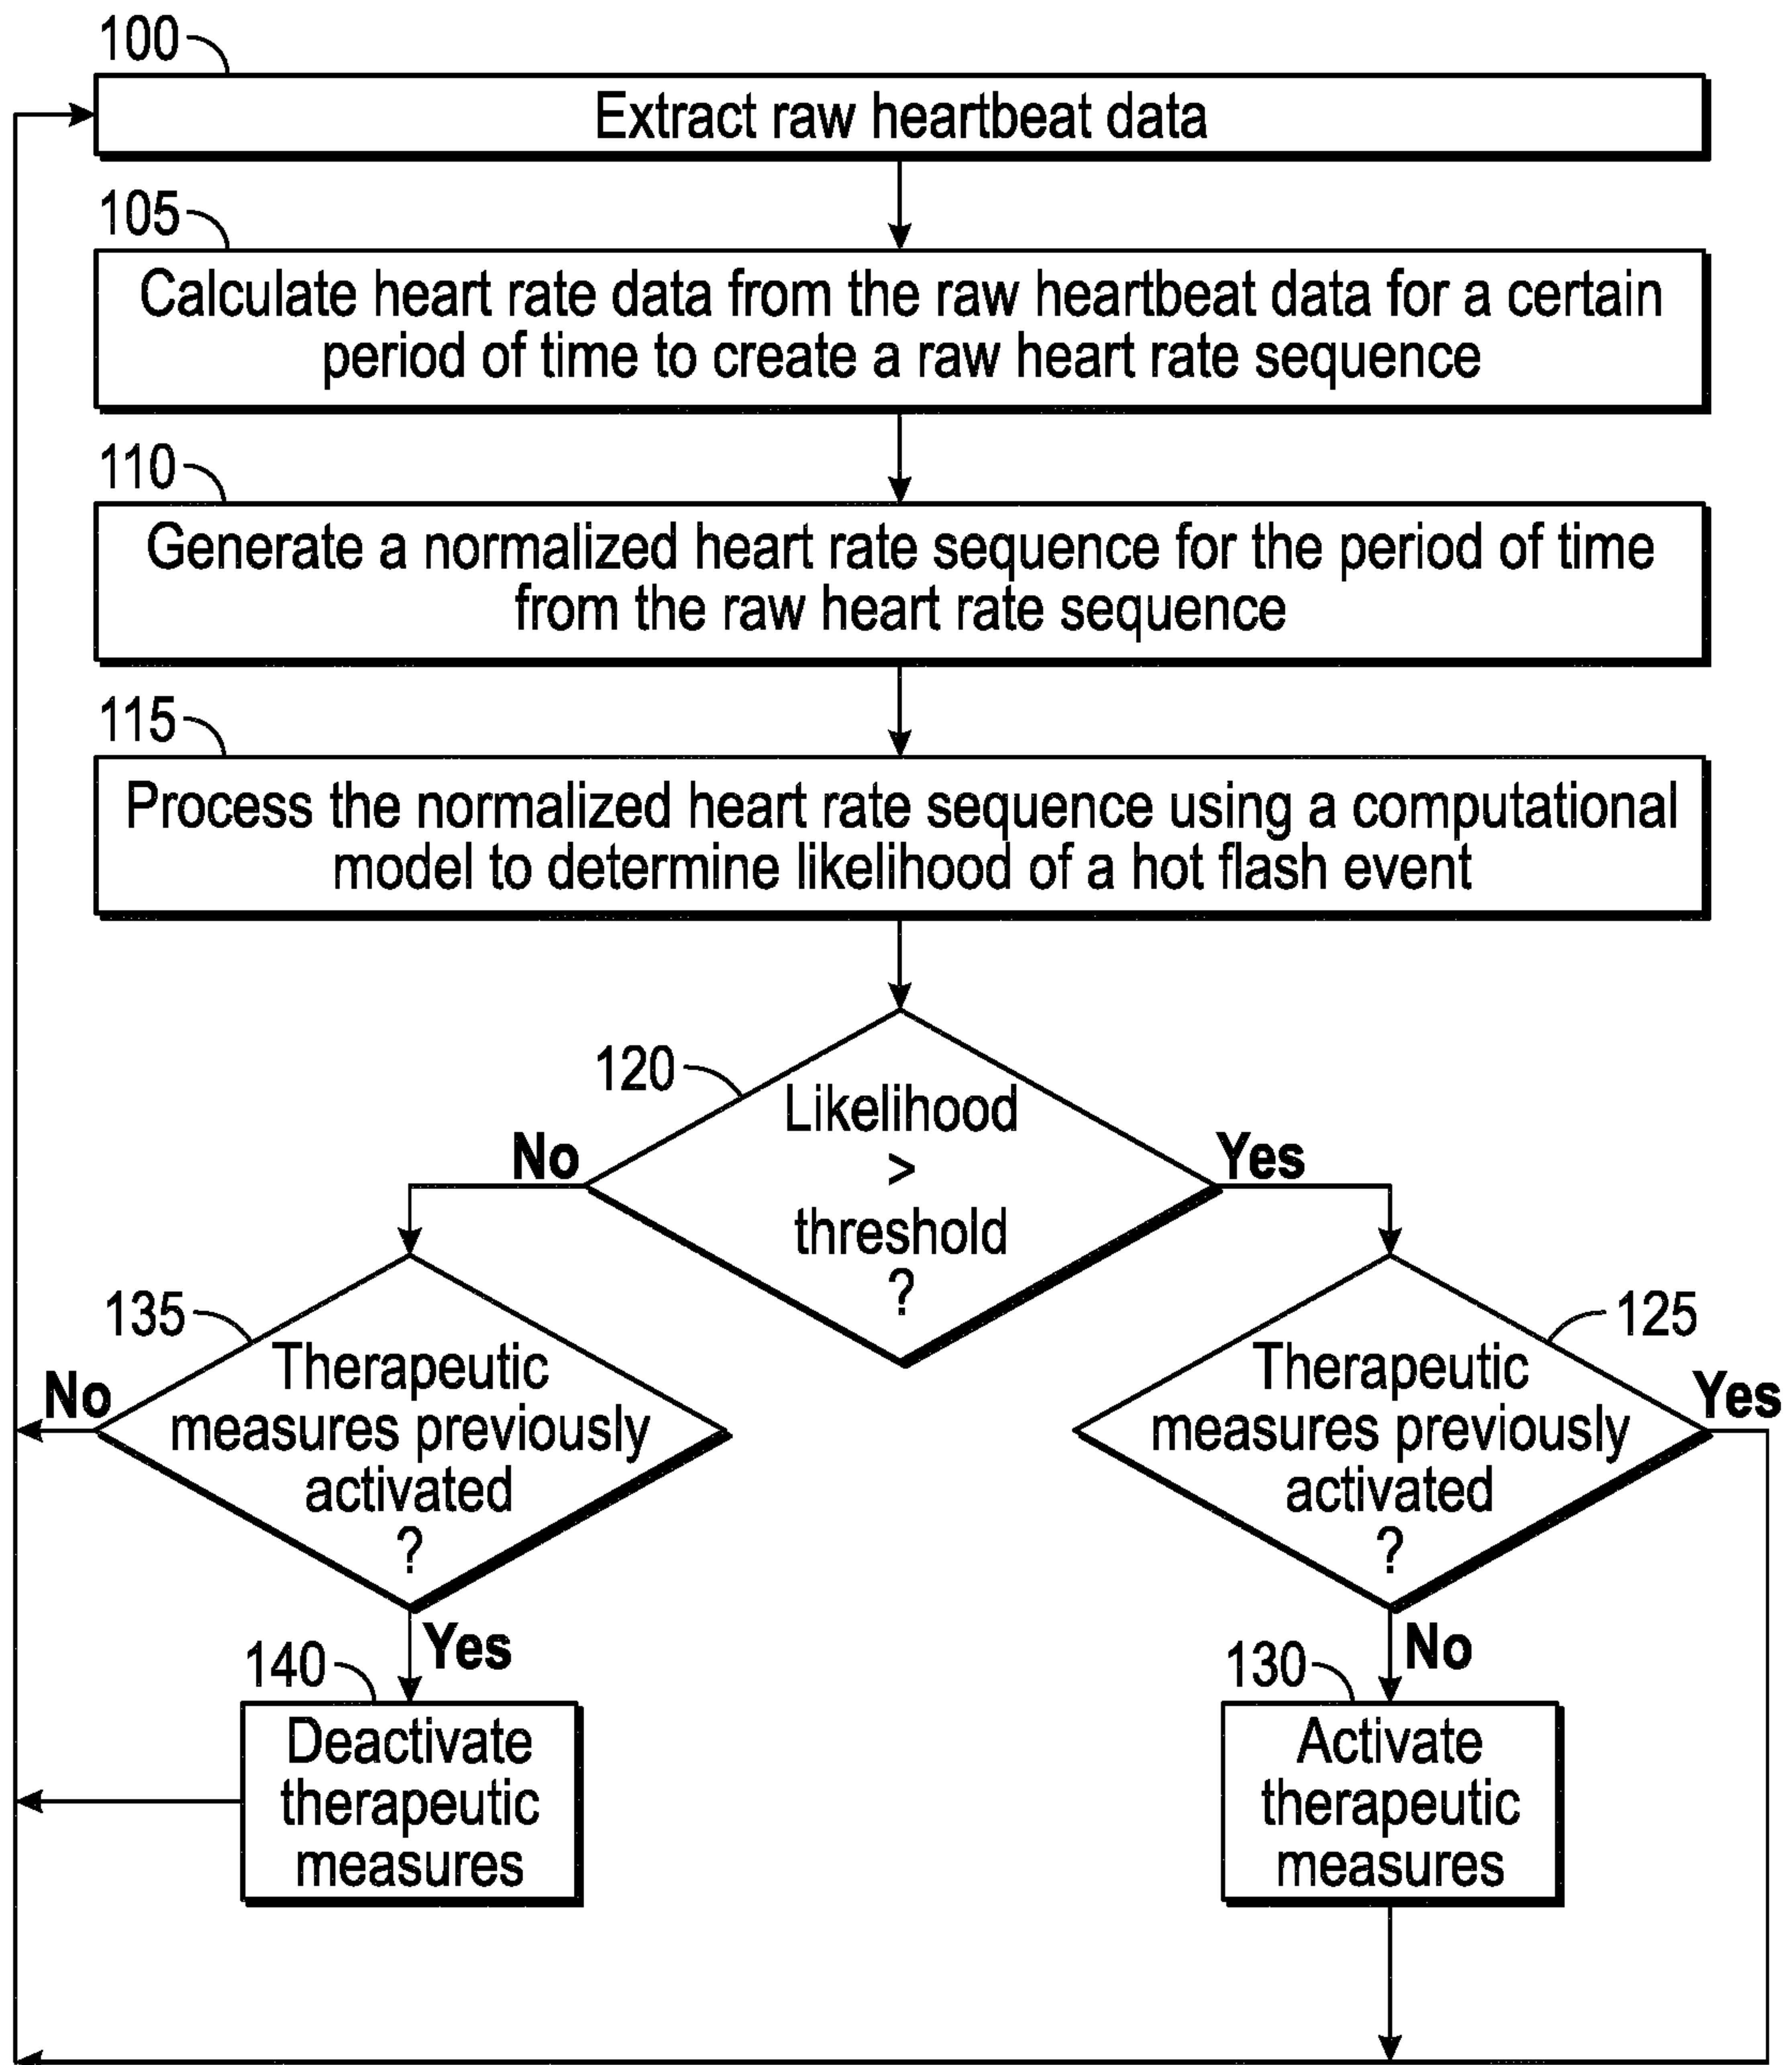 100
Extract raw heartbeat data
105
Calculate heart rate data from the raw heartbeat data for a certain
period of time to create a raw heart rate sequence
110
Generate a normalized heart rate sequence for the period of time
from the raw heart rate sequence
115
Process the normalized heart rate sequence using a computational
model to determine likelihood of a hot flash event
120
Likelihood
>
threshold
?
No
Yes
135
Therapeutic
measures previously
activated
?
No
Yes
125
Therapeutic
measures previously
activated
?
Yes
No
140
Deactivate
therapeutic
measures
130
Activate
therapeutic
measures